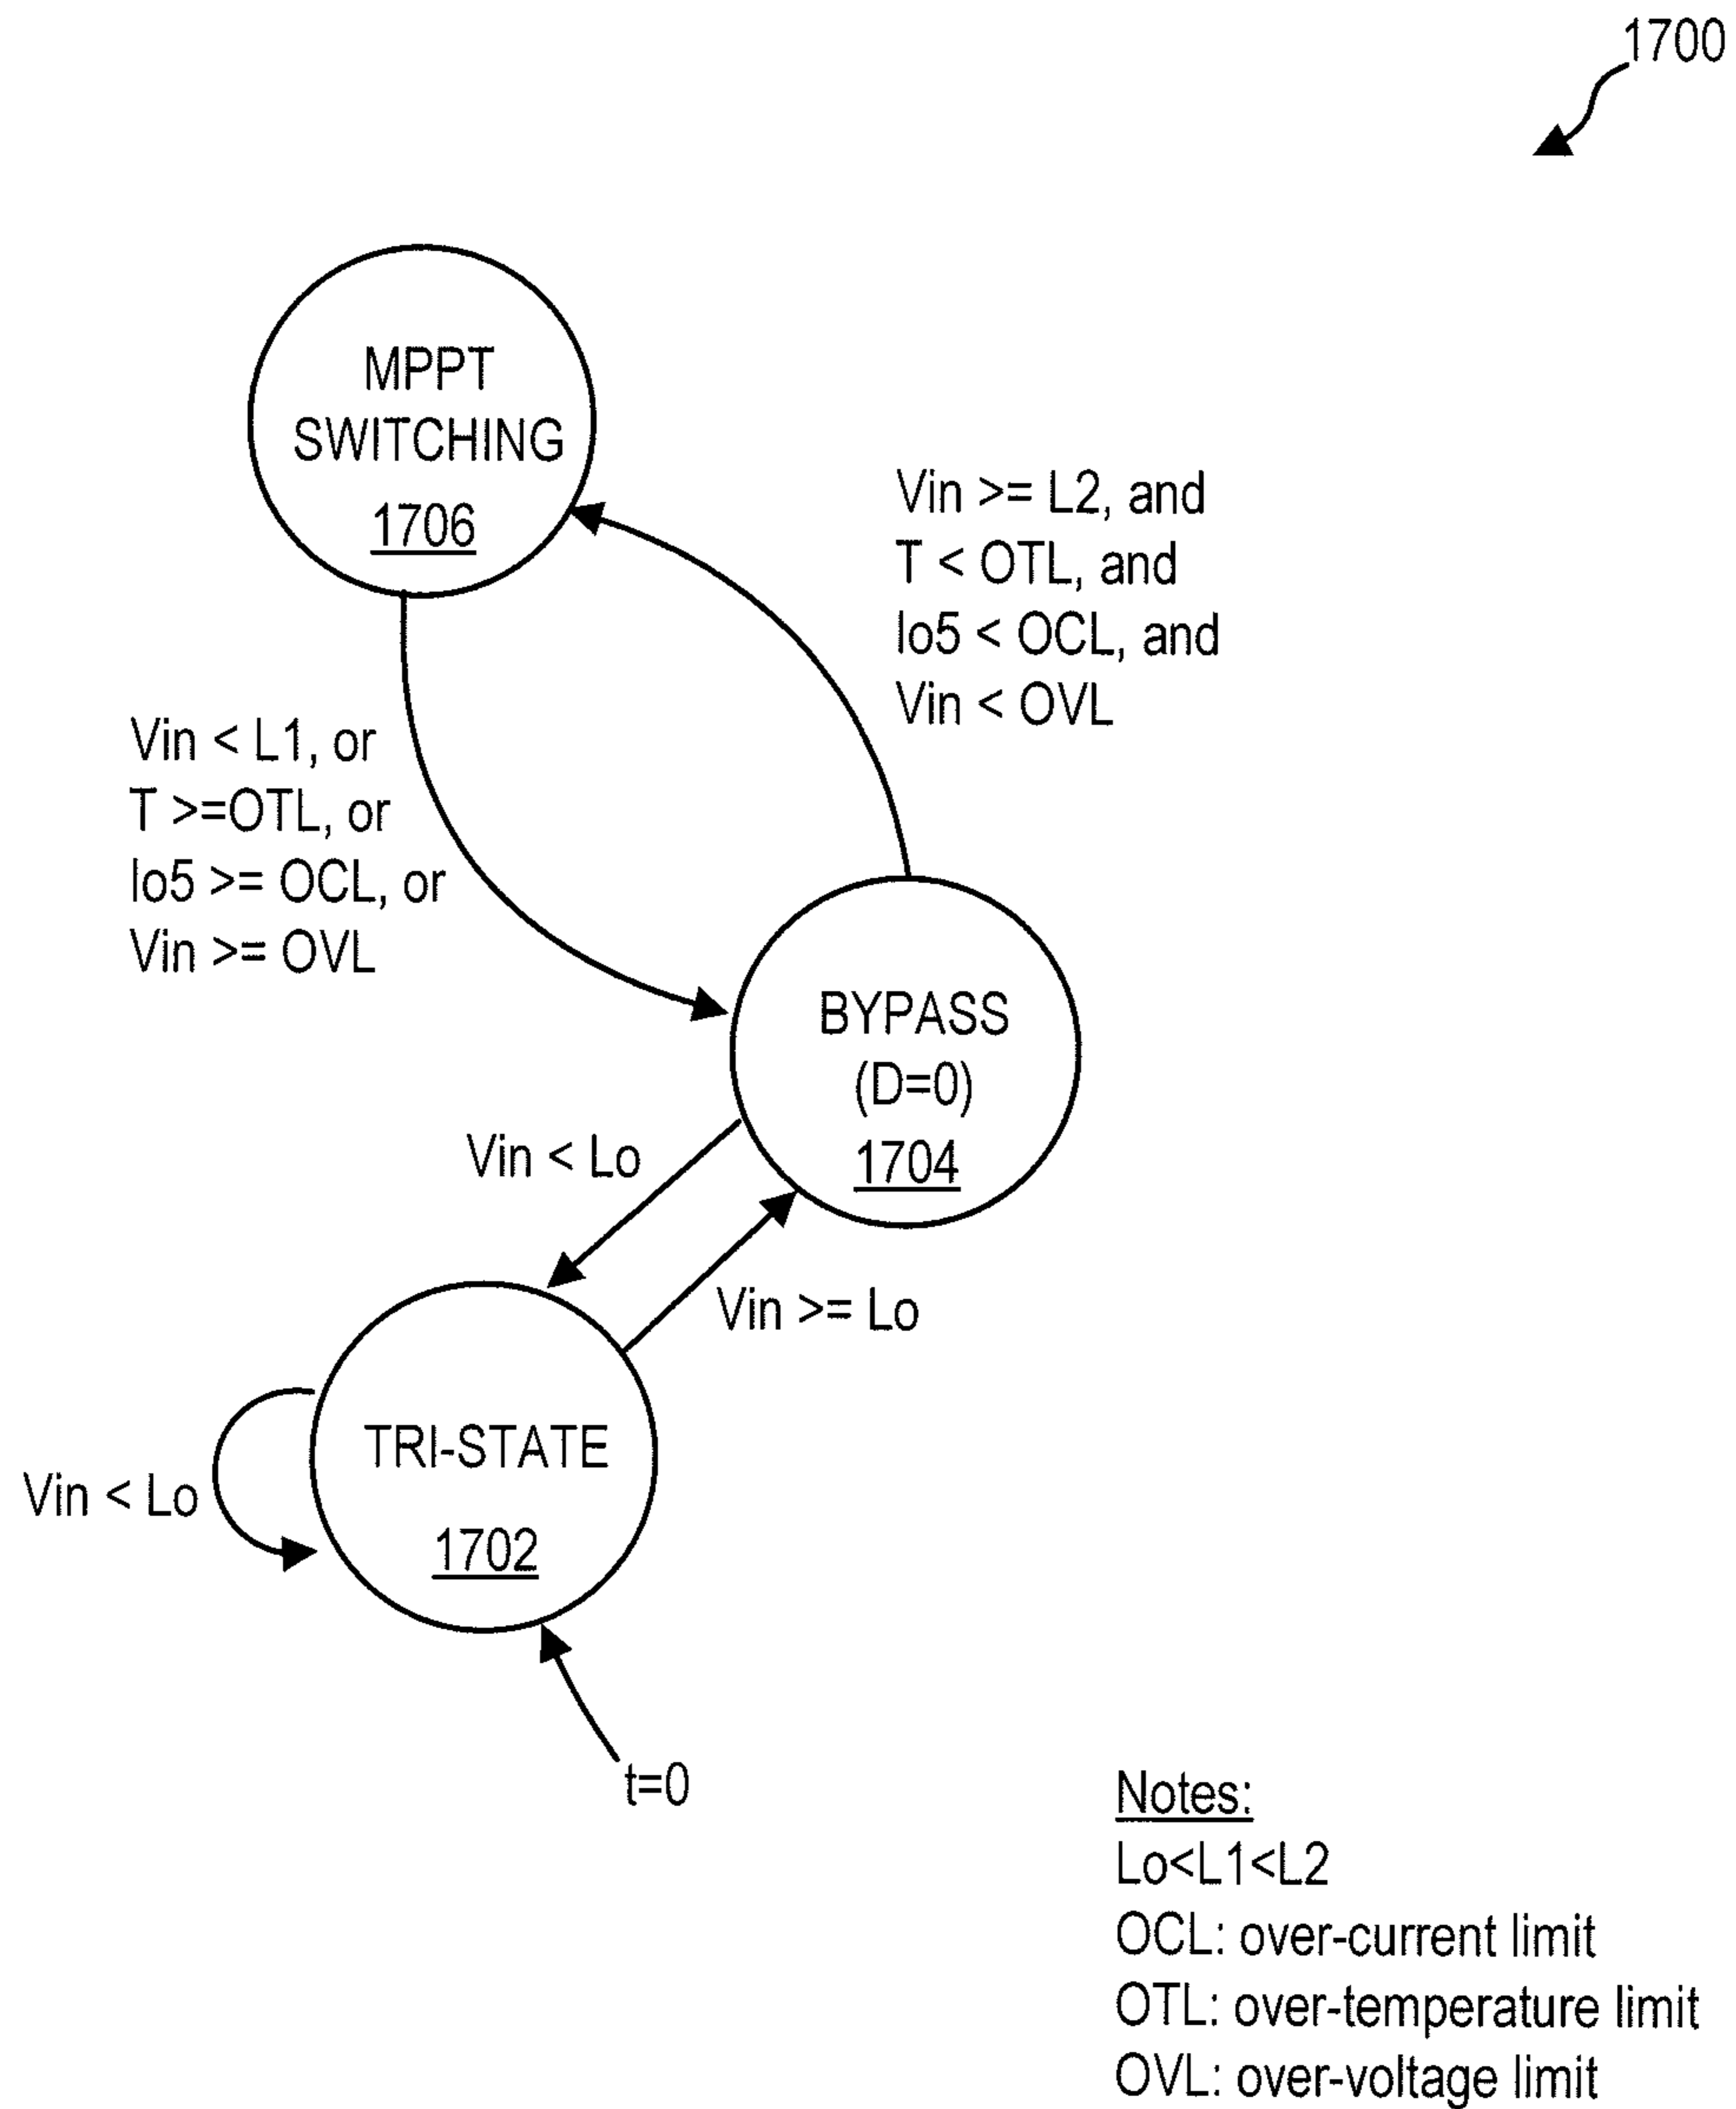 1700
MPPT
SWITCHING
1706
Vin >= L2, and
T < OTL, and
Io5 < OCL, and
Vin < OVL
Vin < L1, or
T >=OTL, or
Io5 >= OCL, or
Vin >= OVL
BYPASS
(D=0)
1704
Vin < Lo
Vin >= Lo
TRI-STATE
1702
Vin < Lo
t=0
Notes:
Lo<L1<L2
OCL: over-current limit
OTL: over-temperature limit
OVL: over-voltage limit